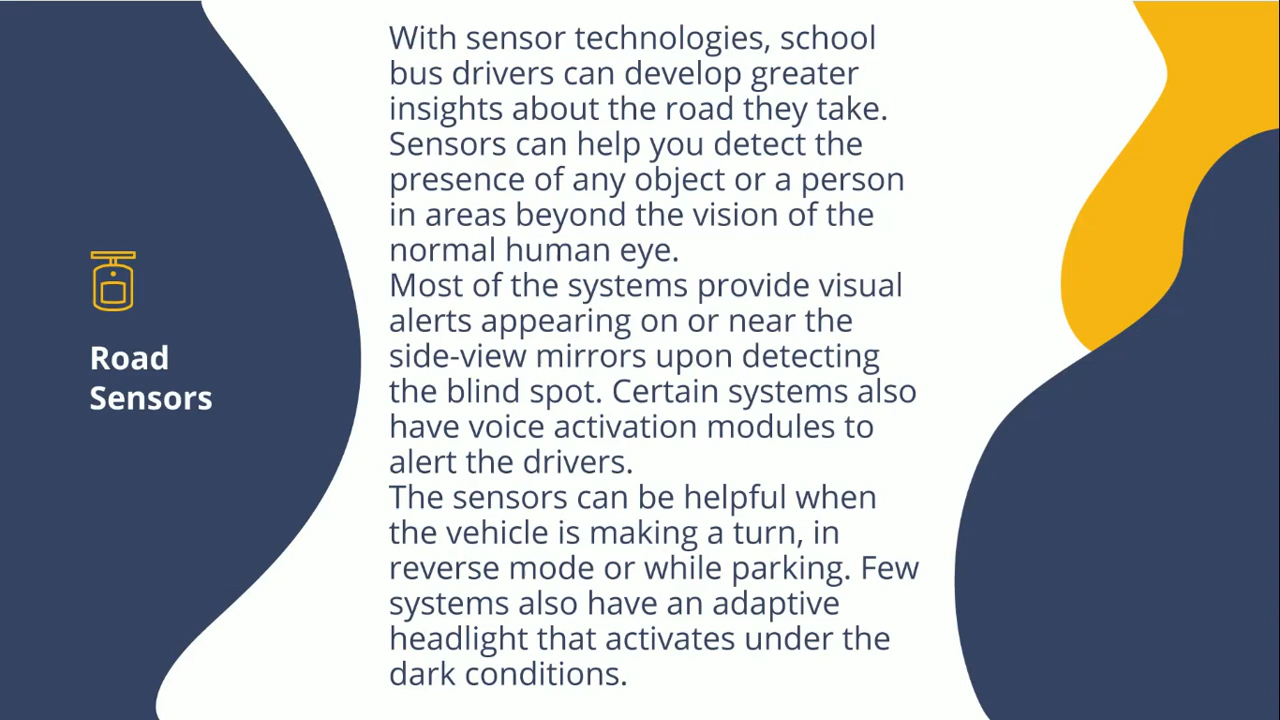 Road
Sensors
With sensor technologies, school
bus drivers can develop greater
insights about the road they take.
Sensors can help you detect the
presence of any object or a person
in areas beyond the vision of the
normal human eye.
Most of the systems provide visual
alerts appearing on or near the
side-view mirrors upon detecting
the blind spot. Certain systems also
have voice activation modules to
alert the drivers.
The sensors can be helpful when
the vehicle is making a turn, in
reverse mode or while parking. Few
systems also have an adaptive
headlight that activates under the
dark conditions.